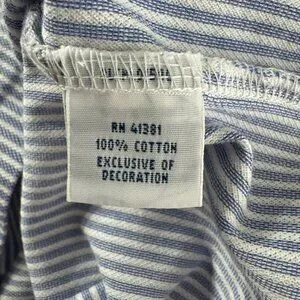 RN 41381
100% COTTON
EXCLUSIVE OF
DECORATION